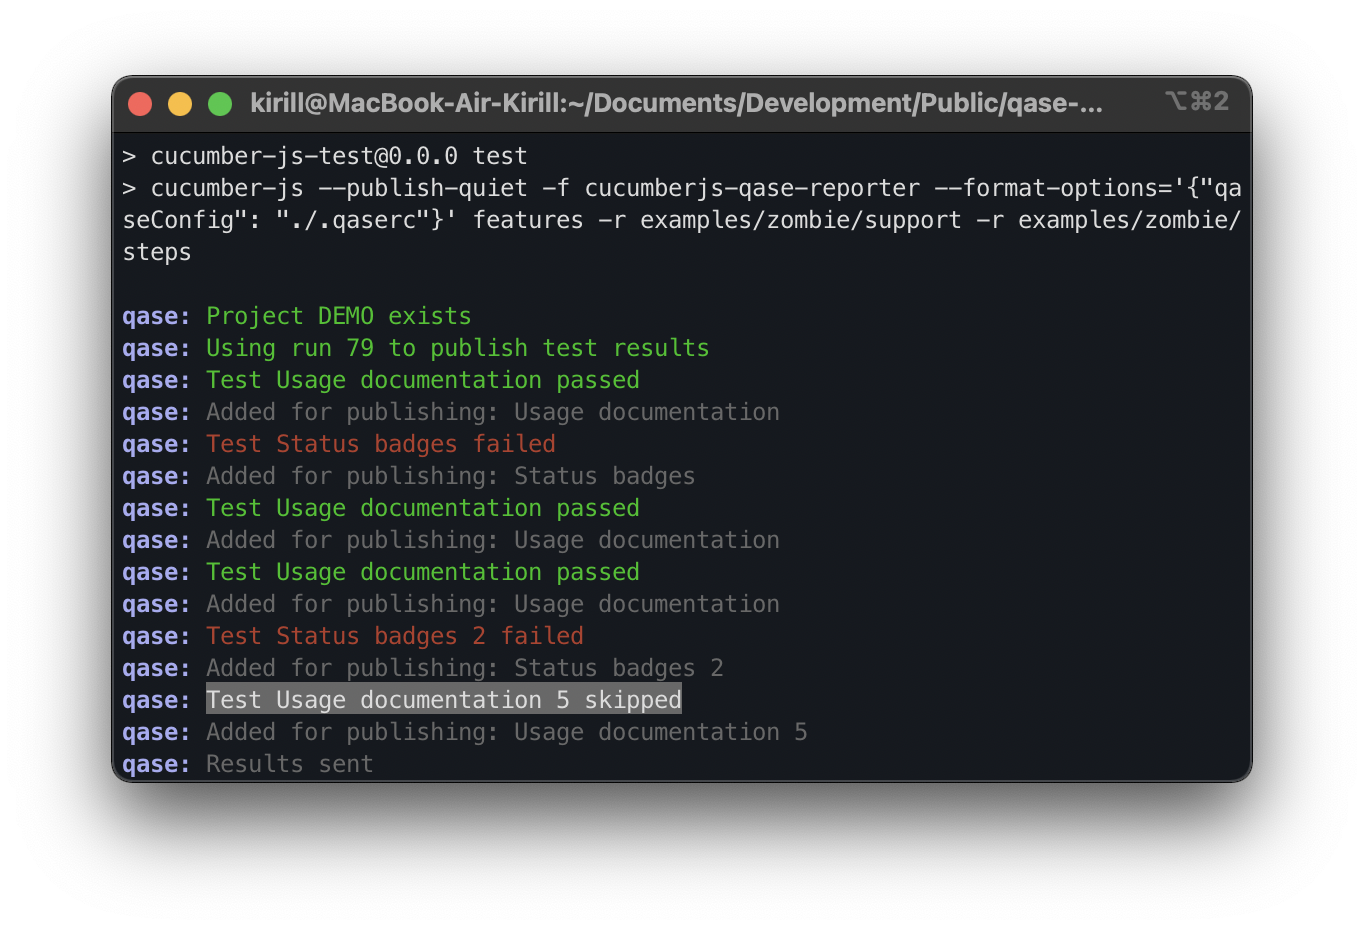 kirill@MacBook-Air-Kirill:~/Documents/Development/Public/qase-... ⌥⌘2
> cucumber-js-test@0.0.0 test
> cucumber-js --publish-quiet -f cucumberjs-qase-reporter --format-options='{"qa
seConfig": "./.qaserc"}' features -r examples/zombie/support -r examples/zombie/
steps
qase: Project DEMO exists
qase: Using run 79 to publish test results
qase: Test Usage documentation passed
qase: Added for publishing: Usage documentation
qase: Test Status badges failed
qase: Added for publishing: Status badges
qase: Test Usage documentation passed
qase: Added for publishing: Usage documentation
qase: Test Usage documentation passed
qase: Added for publishing: Usage documentation
qase: Test Status badges 2 failed
qase: Added for publishing: Status badges 2
qase: Test Usage documentation 5 skipped
qase: Added for publishing: Usage documentation 5
qase: Results sent